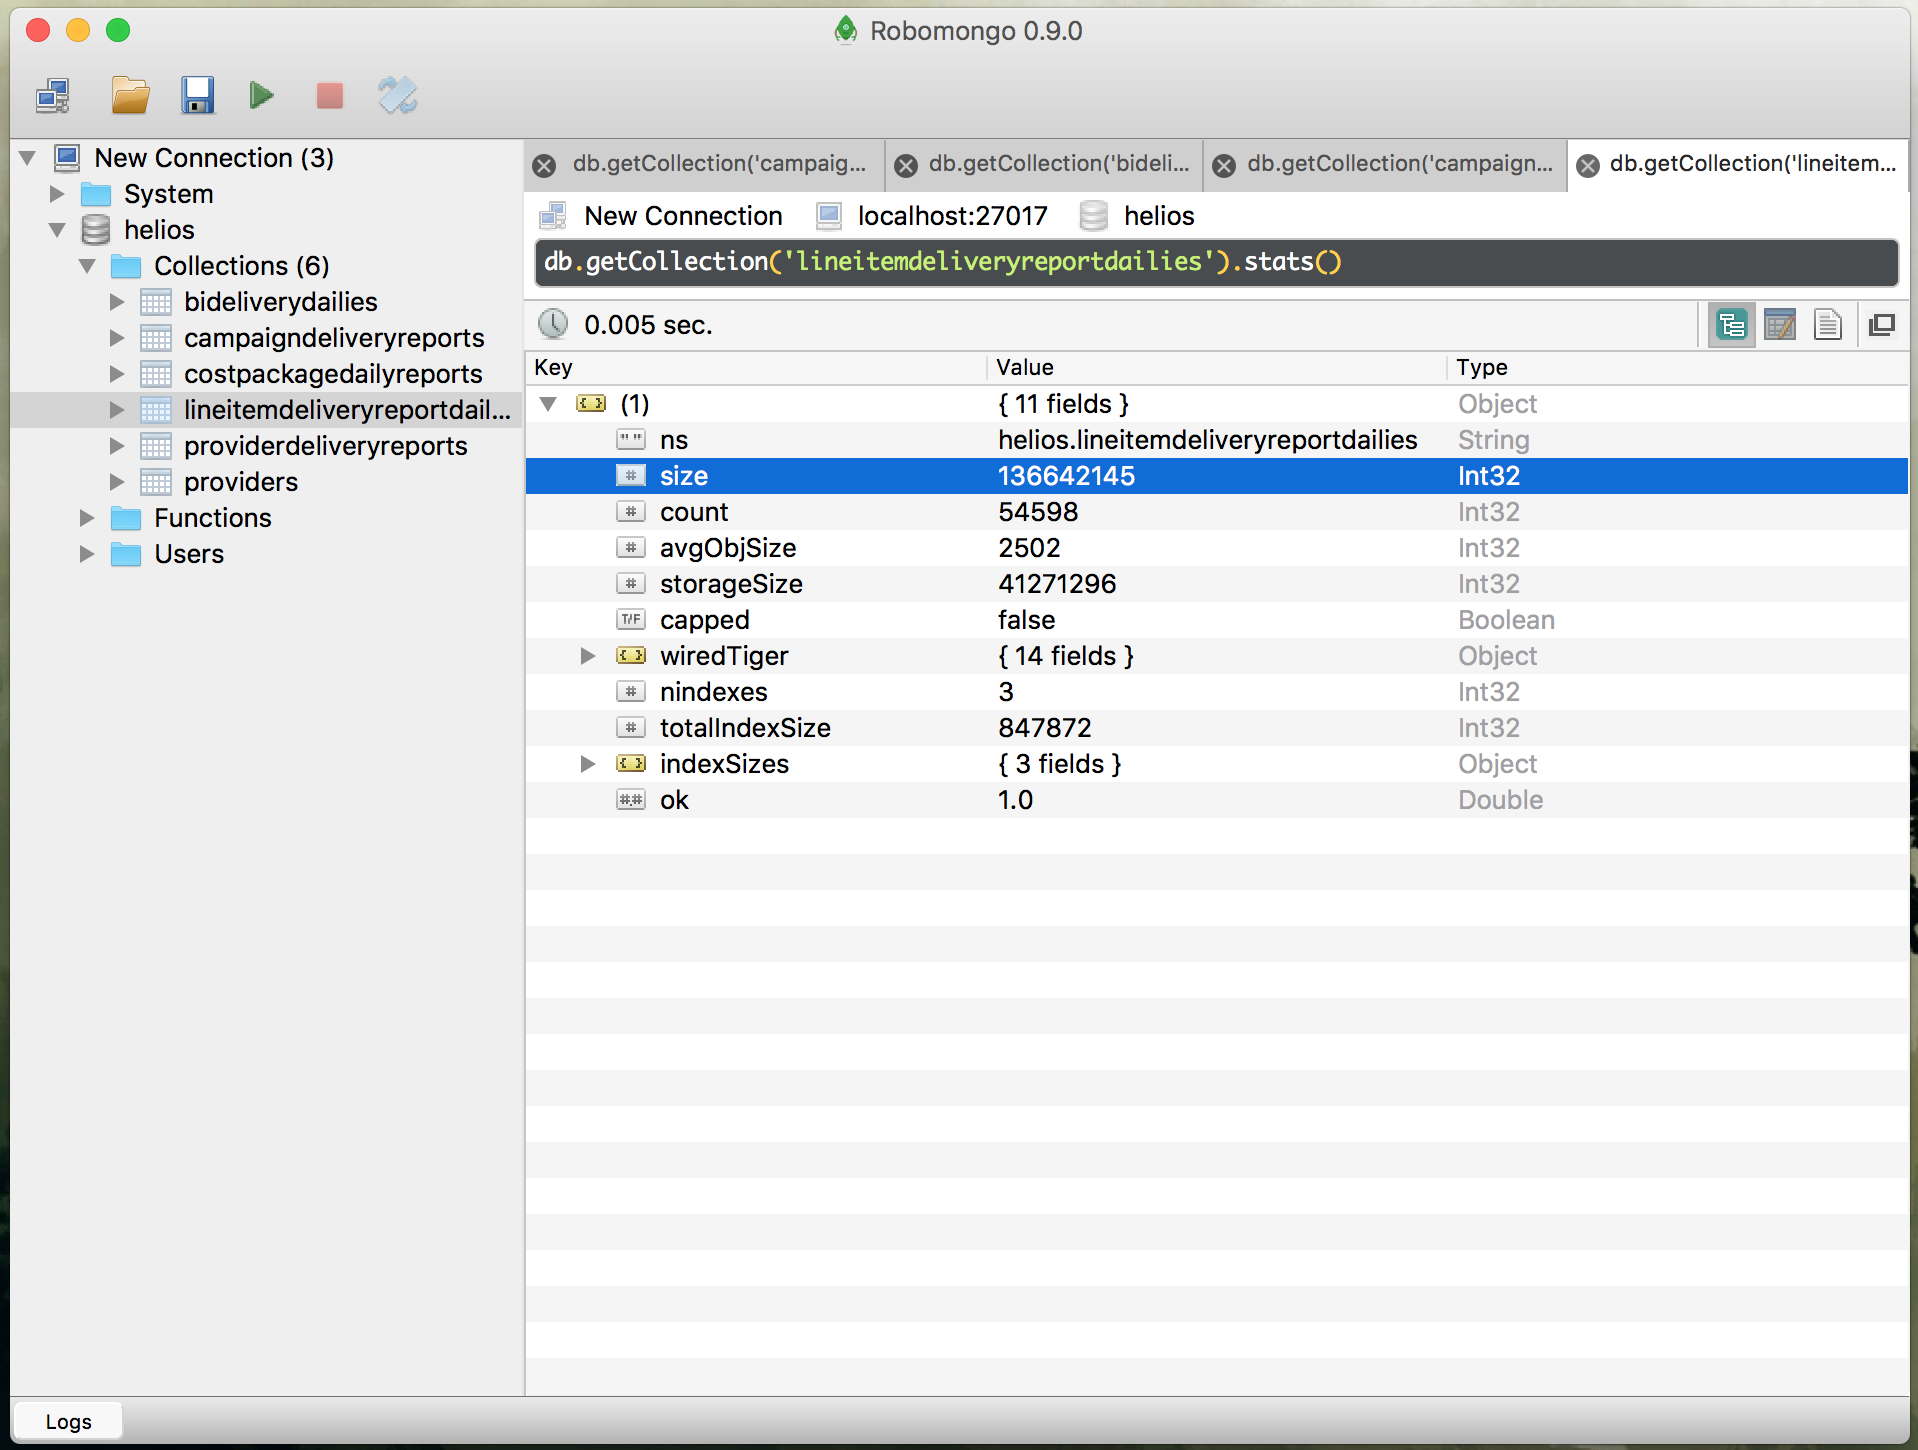 Robomongo 0.9.0
New Connection (3)
System
helios
Collections (6)
bideliverydailies
campaigndeliveryreports
costpackagedailyreports
lineitemdeliveryreportdail...
providerdeliveryreports
providers
Functions
Users
db.getCollection('campaig... db.getCollection('bideli... db.getCollection('campaign... db.getCollection('lineitem...
New Connection localhost:27017 helios
db.getCollection('lineitemdeliveryreportdailies').stats()
0.005 sec.
Key Value Type
{ } (1) { 11 fields } Object
"" ns helios.lineitemdeliveryreportdailies String
# size 136642145 Int32
# count 54598 Int32
# avgObjSize 2502 Int32
# storageSize 41271296 Int32
T/F capped false Boolean
{ } wiredTiger { 14 fields } Object
# nindexes 3 Int32
# totalIndexSize 847872 Int32
{ } indexSizes { 3 fields } Object
#.# ok 1.0 Double
Logs